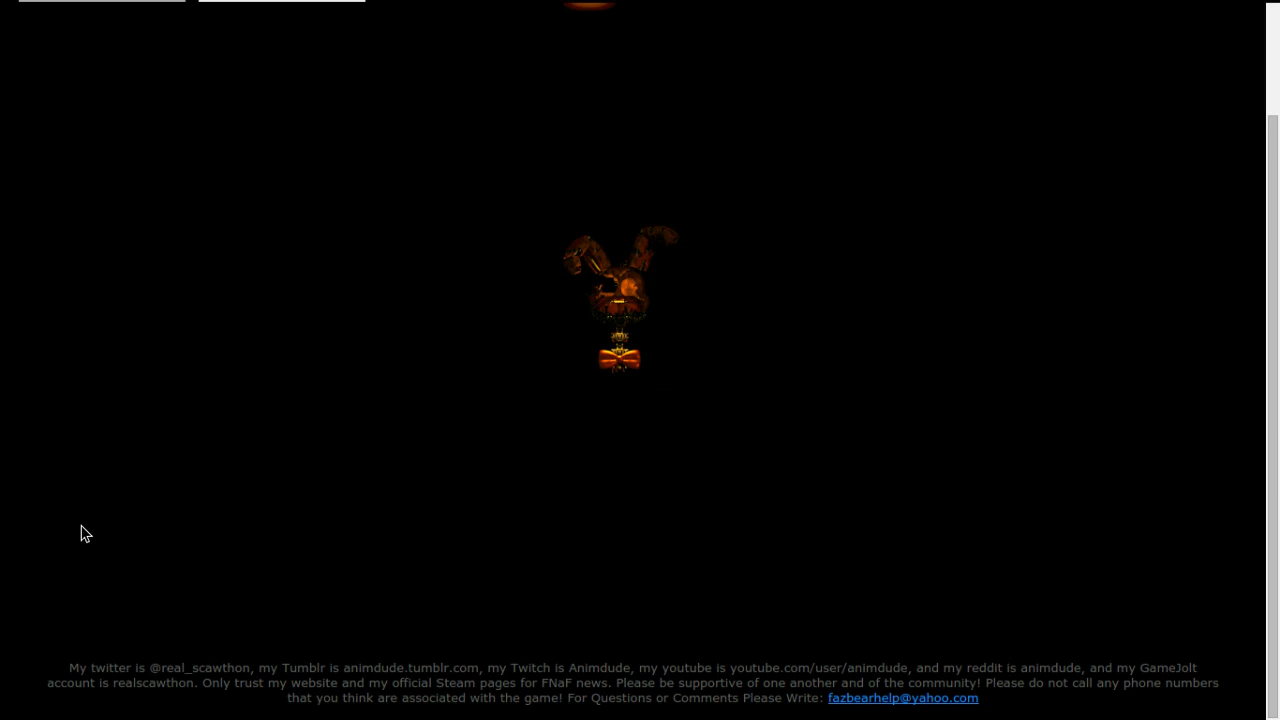 My twitter is @real_scawthon, my Tumblr is animdude.tumblr.com, my Twitch is Animdude, my youtube is youtube.com/user/animdude, and my reddit is animdude, and my GameJolt
account is realscawthon. Only trust my website and my official Steam pages for FNaF news. Please be supportive of one another and of the community! Please do not call any phone numbers
that you think are associated with the game! For Questions or Comments Please Write: fazbearhelp@yahoo.com